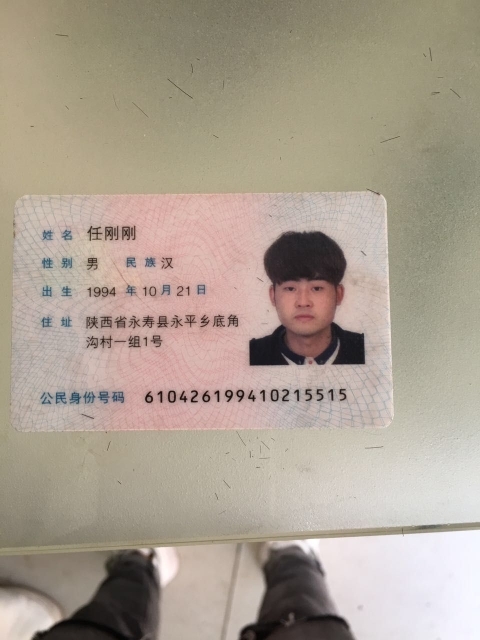 姓名 任刚刚
性别 男 民族 汉
出生 1994 年 10 月 21 日
住址 陕西省永寿县永平乡底角
沟村一组1号
公民身份号码 610426199410215515